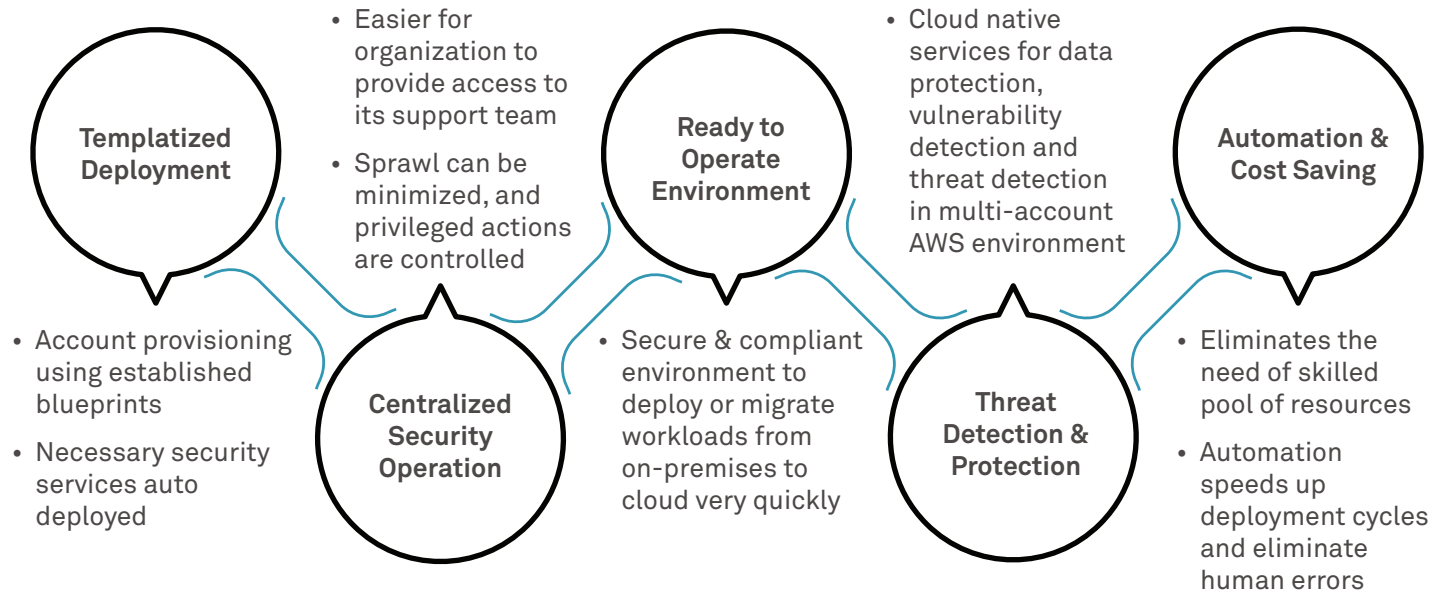 Templatized
Deployment
• Account provisioning
using established
blueprints
• Necessary security
services auto
deployed
• Easier for
organization to
provide access to
its support team
• Sprawl can be
minimized, and
privileged actions
are controlled
Centralized
Security
Operation
Ready to
Operate
Environment
• Secure & compliant
environment to
deploy or migrate
workloads from
on-premises to
cloud very quickly
• Cloud native
services for data
protection,
vulnerability
detection and
threat detection
in multi-account
AWS environment
Threat
Detection &
Protection
Automation &
Cost Saving
• Eliminates the
need of skilled
pool of resources
• Automation
speeds up
deployment cycles
and eliminate
human errors